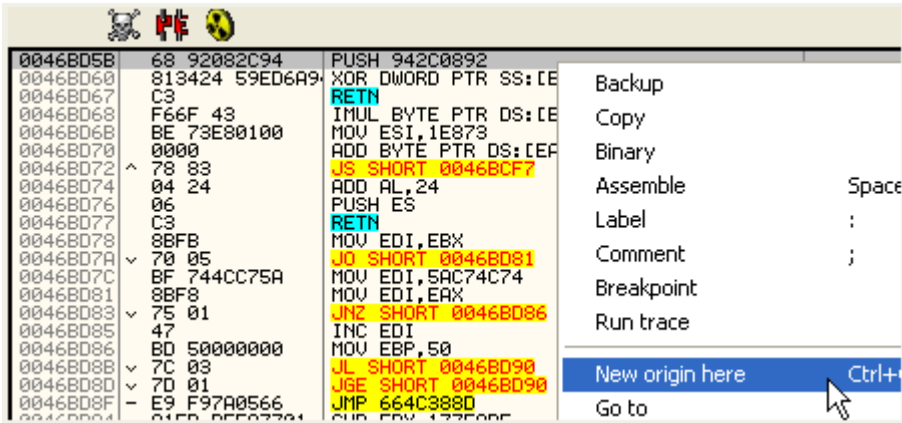 0046BD5B 68 92082C94 PUSH 942C0892
0046BD60 813424 59ED6A9 XOR DWORD PTR SS:[E
0046BD67 C3 RETN
0046BD68 F66F 43 IMUL BYTE PTR DS:[E
0046BD6B BE 73E80100 MOV ESI,1E873
0046BD70 0000 ADD BYTE PTR DS:[EA
0046BD72 ^ 78 83 JS SHORT 0046BCF7
0046BD74 04 24 ADD AL,24
0046BD76 06 PUSH ES
0046BD77 C3 RETN
0046BD78 8BFB MOV EDI,EBX
0046BD7A v 70 05 JO SHORT 0046BD81
0046BD7C BF 744CC75A MOV EDI,5AC74C74
0046BD81 8BF8 MOV EDI,EAX
0046BD83 v 75 01 JNZ SHORT 0046BD86
0046BD85 47 INC EDI
0046BD86 BD 50000000 MOV EBP,50
0046BD8B v 7C 03 JL SHORT 0046BD90
0046BD8D v 7D 01 JGE SHORT 0046BD90
0046BD8F - E9 F97A0566 JMP 664C388D
Backup
Copy
Binary
Assemble Space
Label :
Comment ;
Breakpoint
Run trace
New origin here Ctrl+
Go to